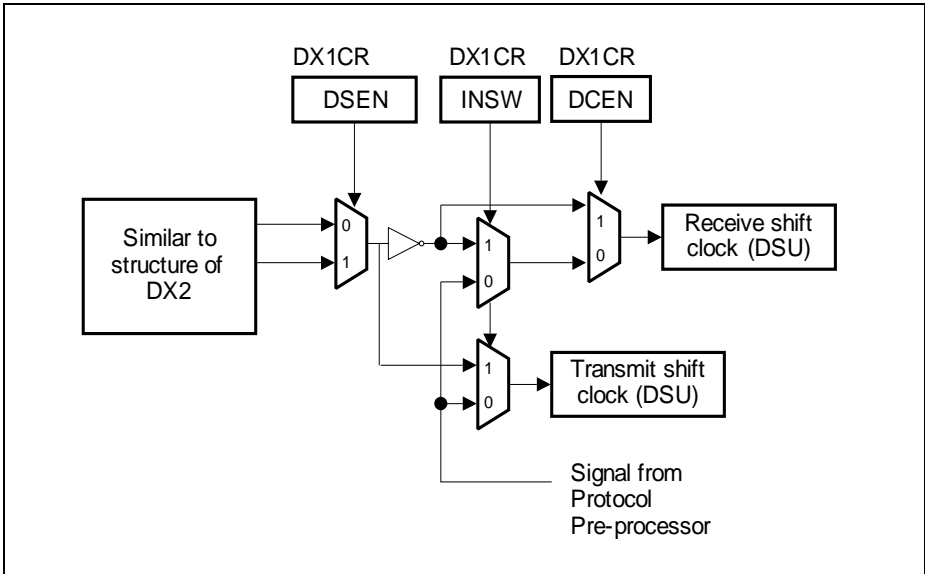 DX1CR DX1CR DX1CR
DSEN INSW DCEN
Similar to
structure of
DX2
0
1
1
0
1
0
Receive shift
clock (DSU)
1
0
Transmit shift
clock (DSU)
Signal from
Protocol
Pre-processor